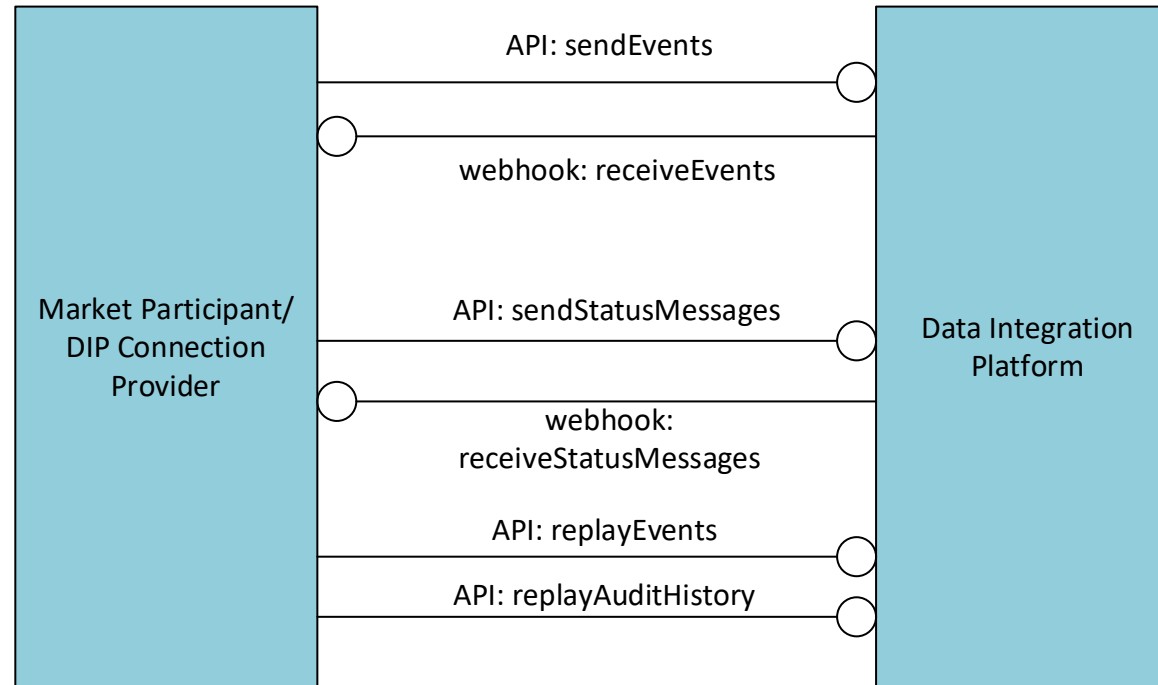 API: sendEvents
webhook: receiveEvents
Market Participant/
DIP Connection
Provider
API: sendStatusMessages
Data Integration
Platform
webhook:
receiveStatusMessages
API: replayEvents
API: replayAuditHistory